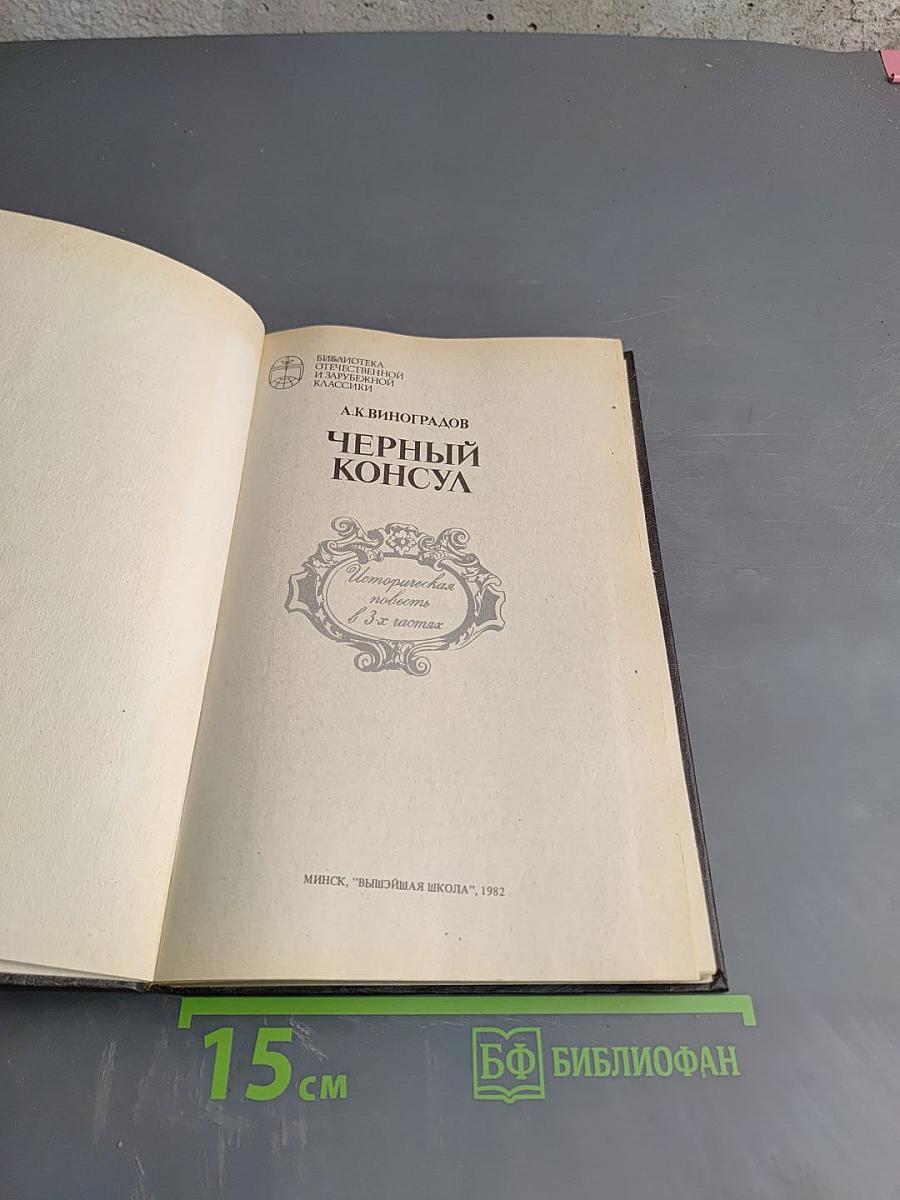 БИБЛИОТЕКА
ОТЕЧЕСТВЕННОЙ
И ЗАРУБЕЖНОЙ
КЛАССИКИ
А.К.ВИНОГРАДОВ
ЧЕРНЫЙ
КОНСУЛ
Историческая
повесть
в 3-х частях
МИНСК, "ВЫШЭЙШАЯ ШКОЛА", 1982
15 см
БФ БИБЛИОФАН